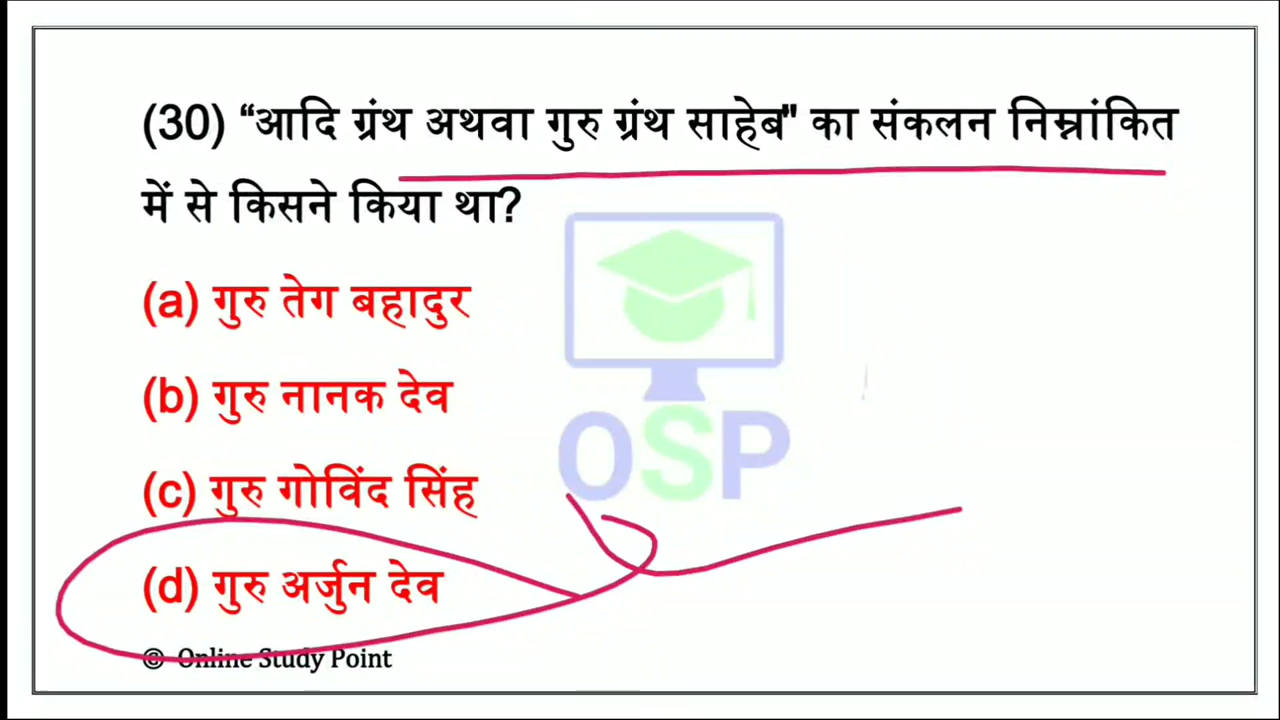 (30) “आदि ग्रंथ अथवा गुरु ग्रंथ साहेब" का संकलन निम्नांकित
में से किसने किया था?
(a) गुरु तेग बहादुर
(b) गुरु नानक देव
(c) गुरु गोविंद सिंह
(d) गुरु अर्जुन देव
OSP
© Online Study Point